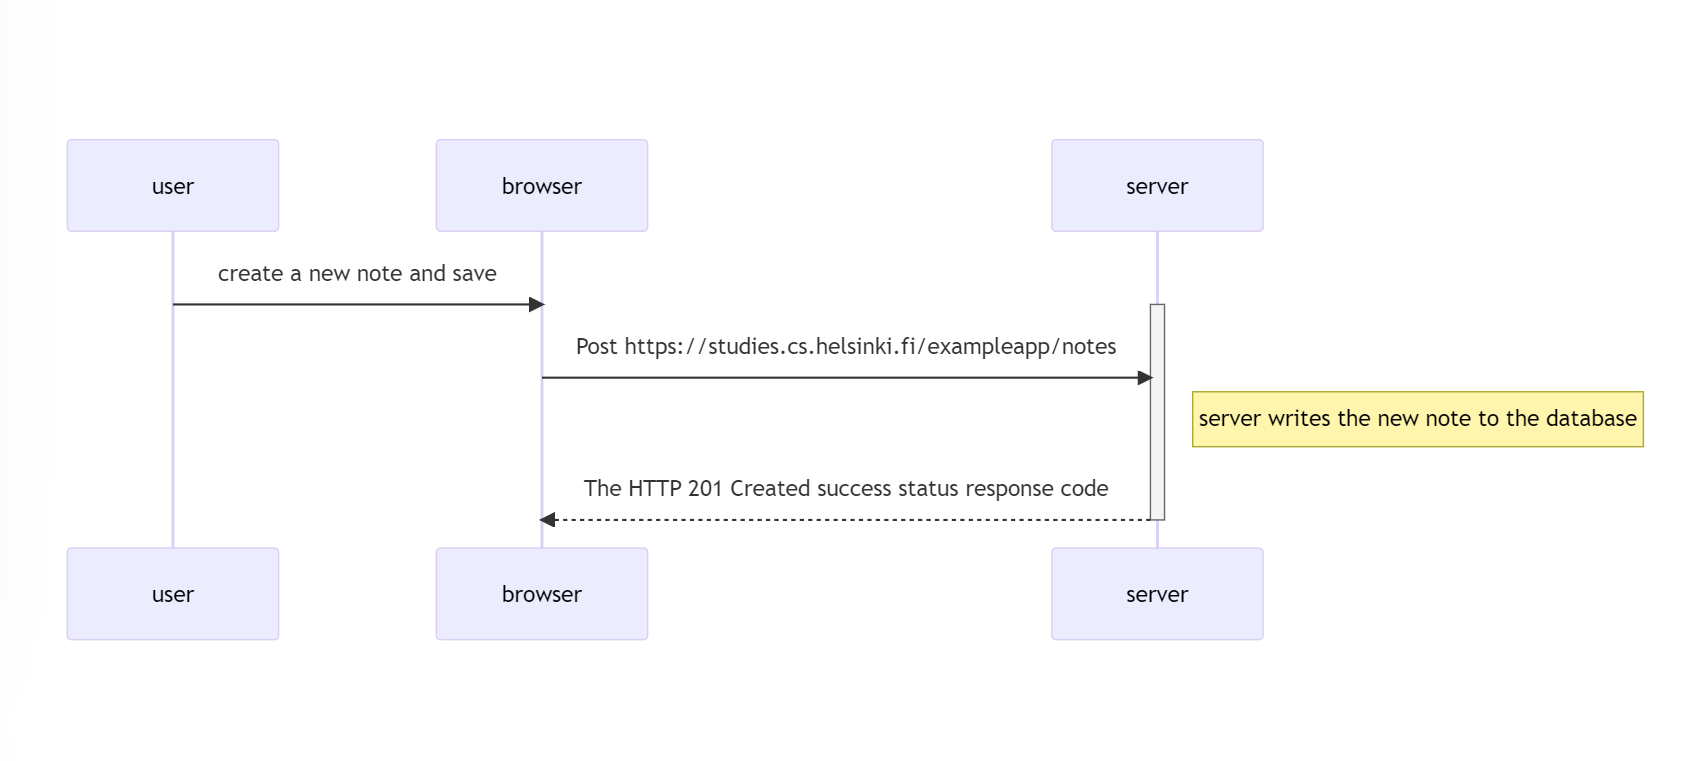 user
browser
server
create a new note and save
Post https://studies.cs.helsinki.fi/exampleapp/notes
server writes the new note to the database
The HTTP 201 Created success status response code
user
browser
server